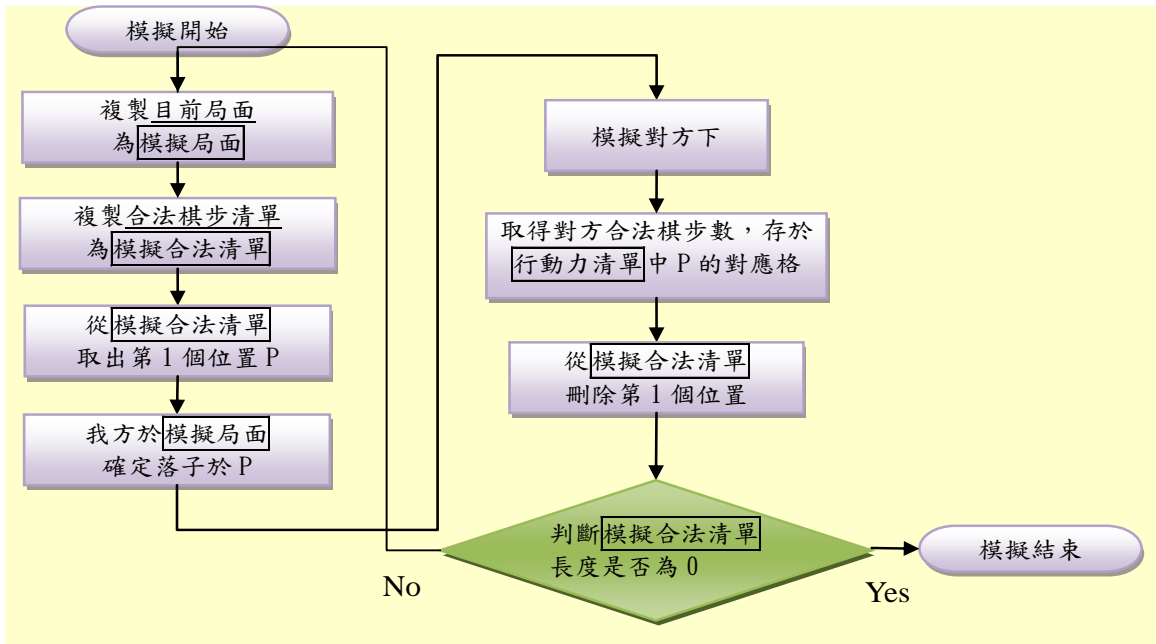 模擬開始
複製目前局面
為模擬局面
複製合法棋步清單
為模擬合法清單
從模擬合法清單
取出第1個位置P
我方於模擬局面
確定落子於P
模擬對方下
取得對方合法棋步數，存於
行動力清單中P的對應格
從模擬合法清單
刪除第1個位置
判斷模擬合法清單
長度是否為0
No
Yes
模擬結束